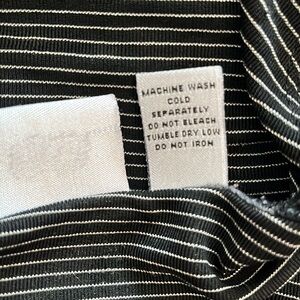 MACHINE WASH
COLD
SEPARATELY
DO NOT BLEACH
TUMBLE DRY LOW
DO NOT IRON